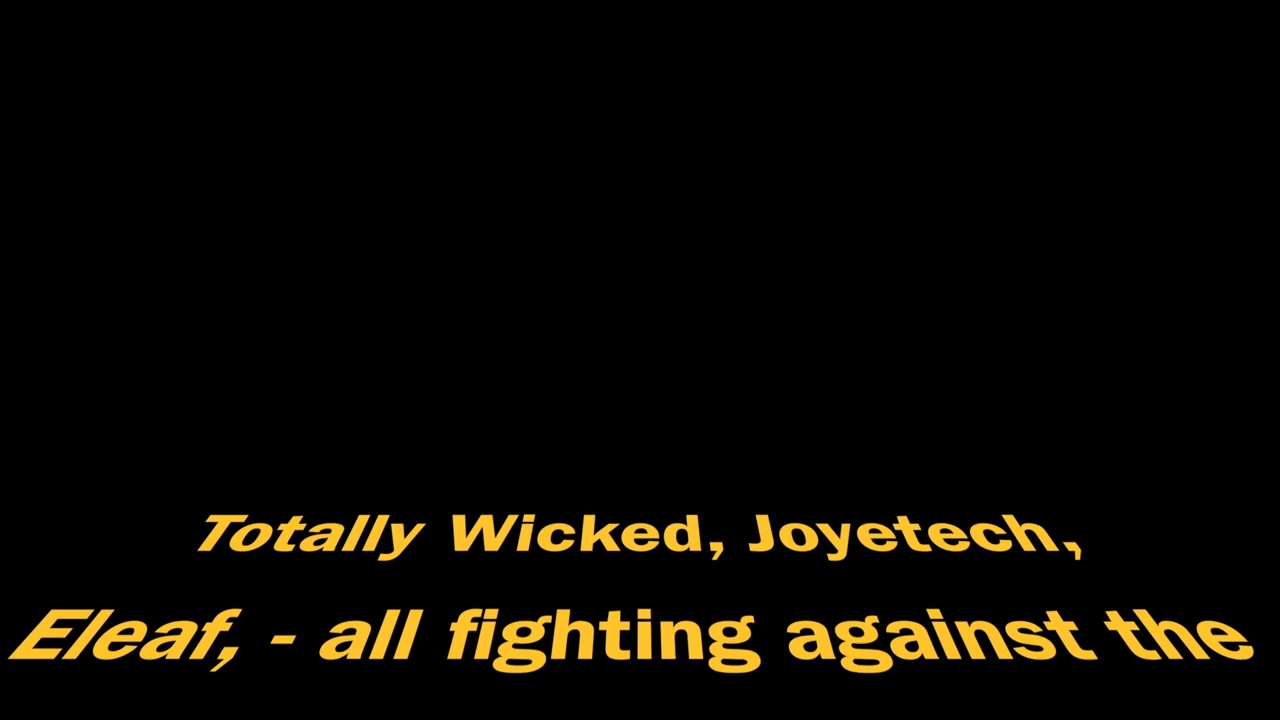 Totally Wicked, Joyetech,
Eleaf, - all fighting against the